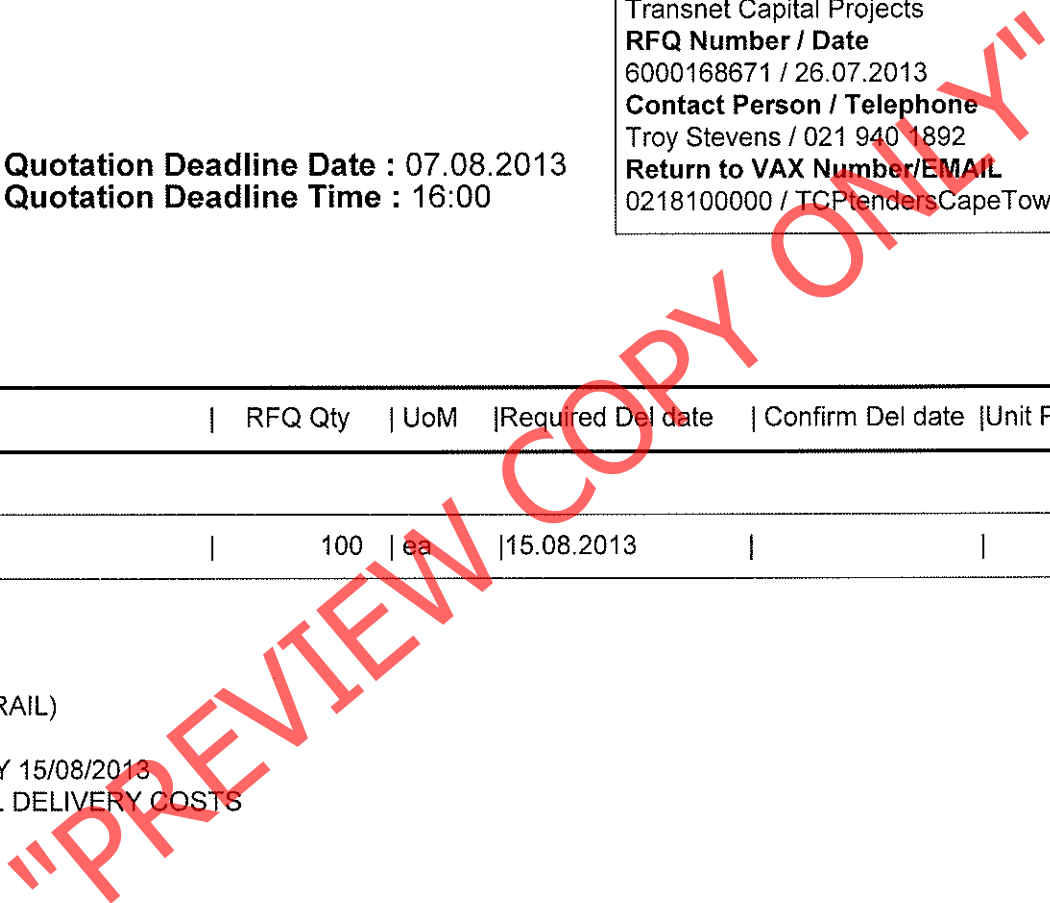 Transnet Capital Projects
RFQ Number / Date
6000168671 / 26.07.2013
Contact Person / Telephone
Troy Stevens / 021 940 1892
Return to VAX Number/EMAIL
0218100000 / TCPtendersCapeTow
Quotation Deadline Date : 07.08.2013
Quotation Deadline Time : 16:00
| RFQ Qty | UoM |Required Del date | Confirm Del date |Unit P
| 100 | ea |15.08.2013 | |
RAIL)
Y 15/08/2013
L DELIVERY COSTS
"PREVIEW COPY ONLY"